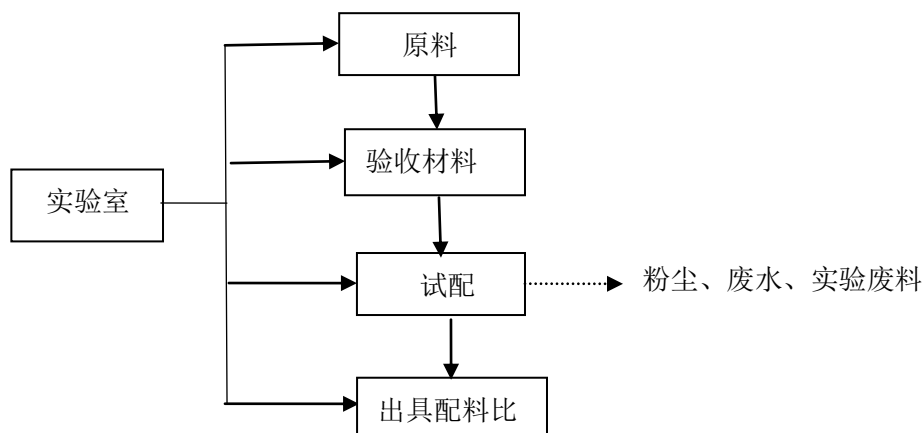 原料
验收材料
实验室
试配
粉尘、废水、实验废料
出具配料比